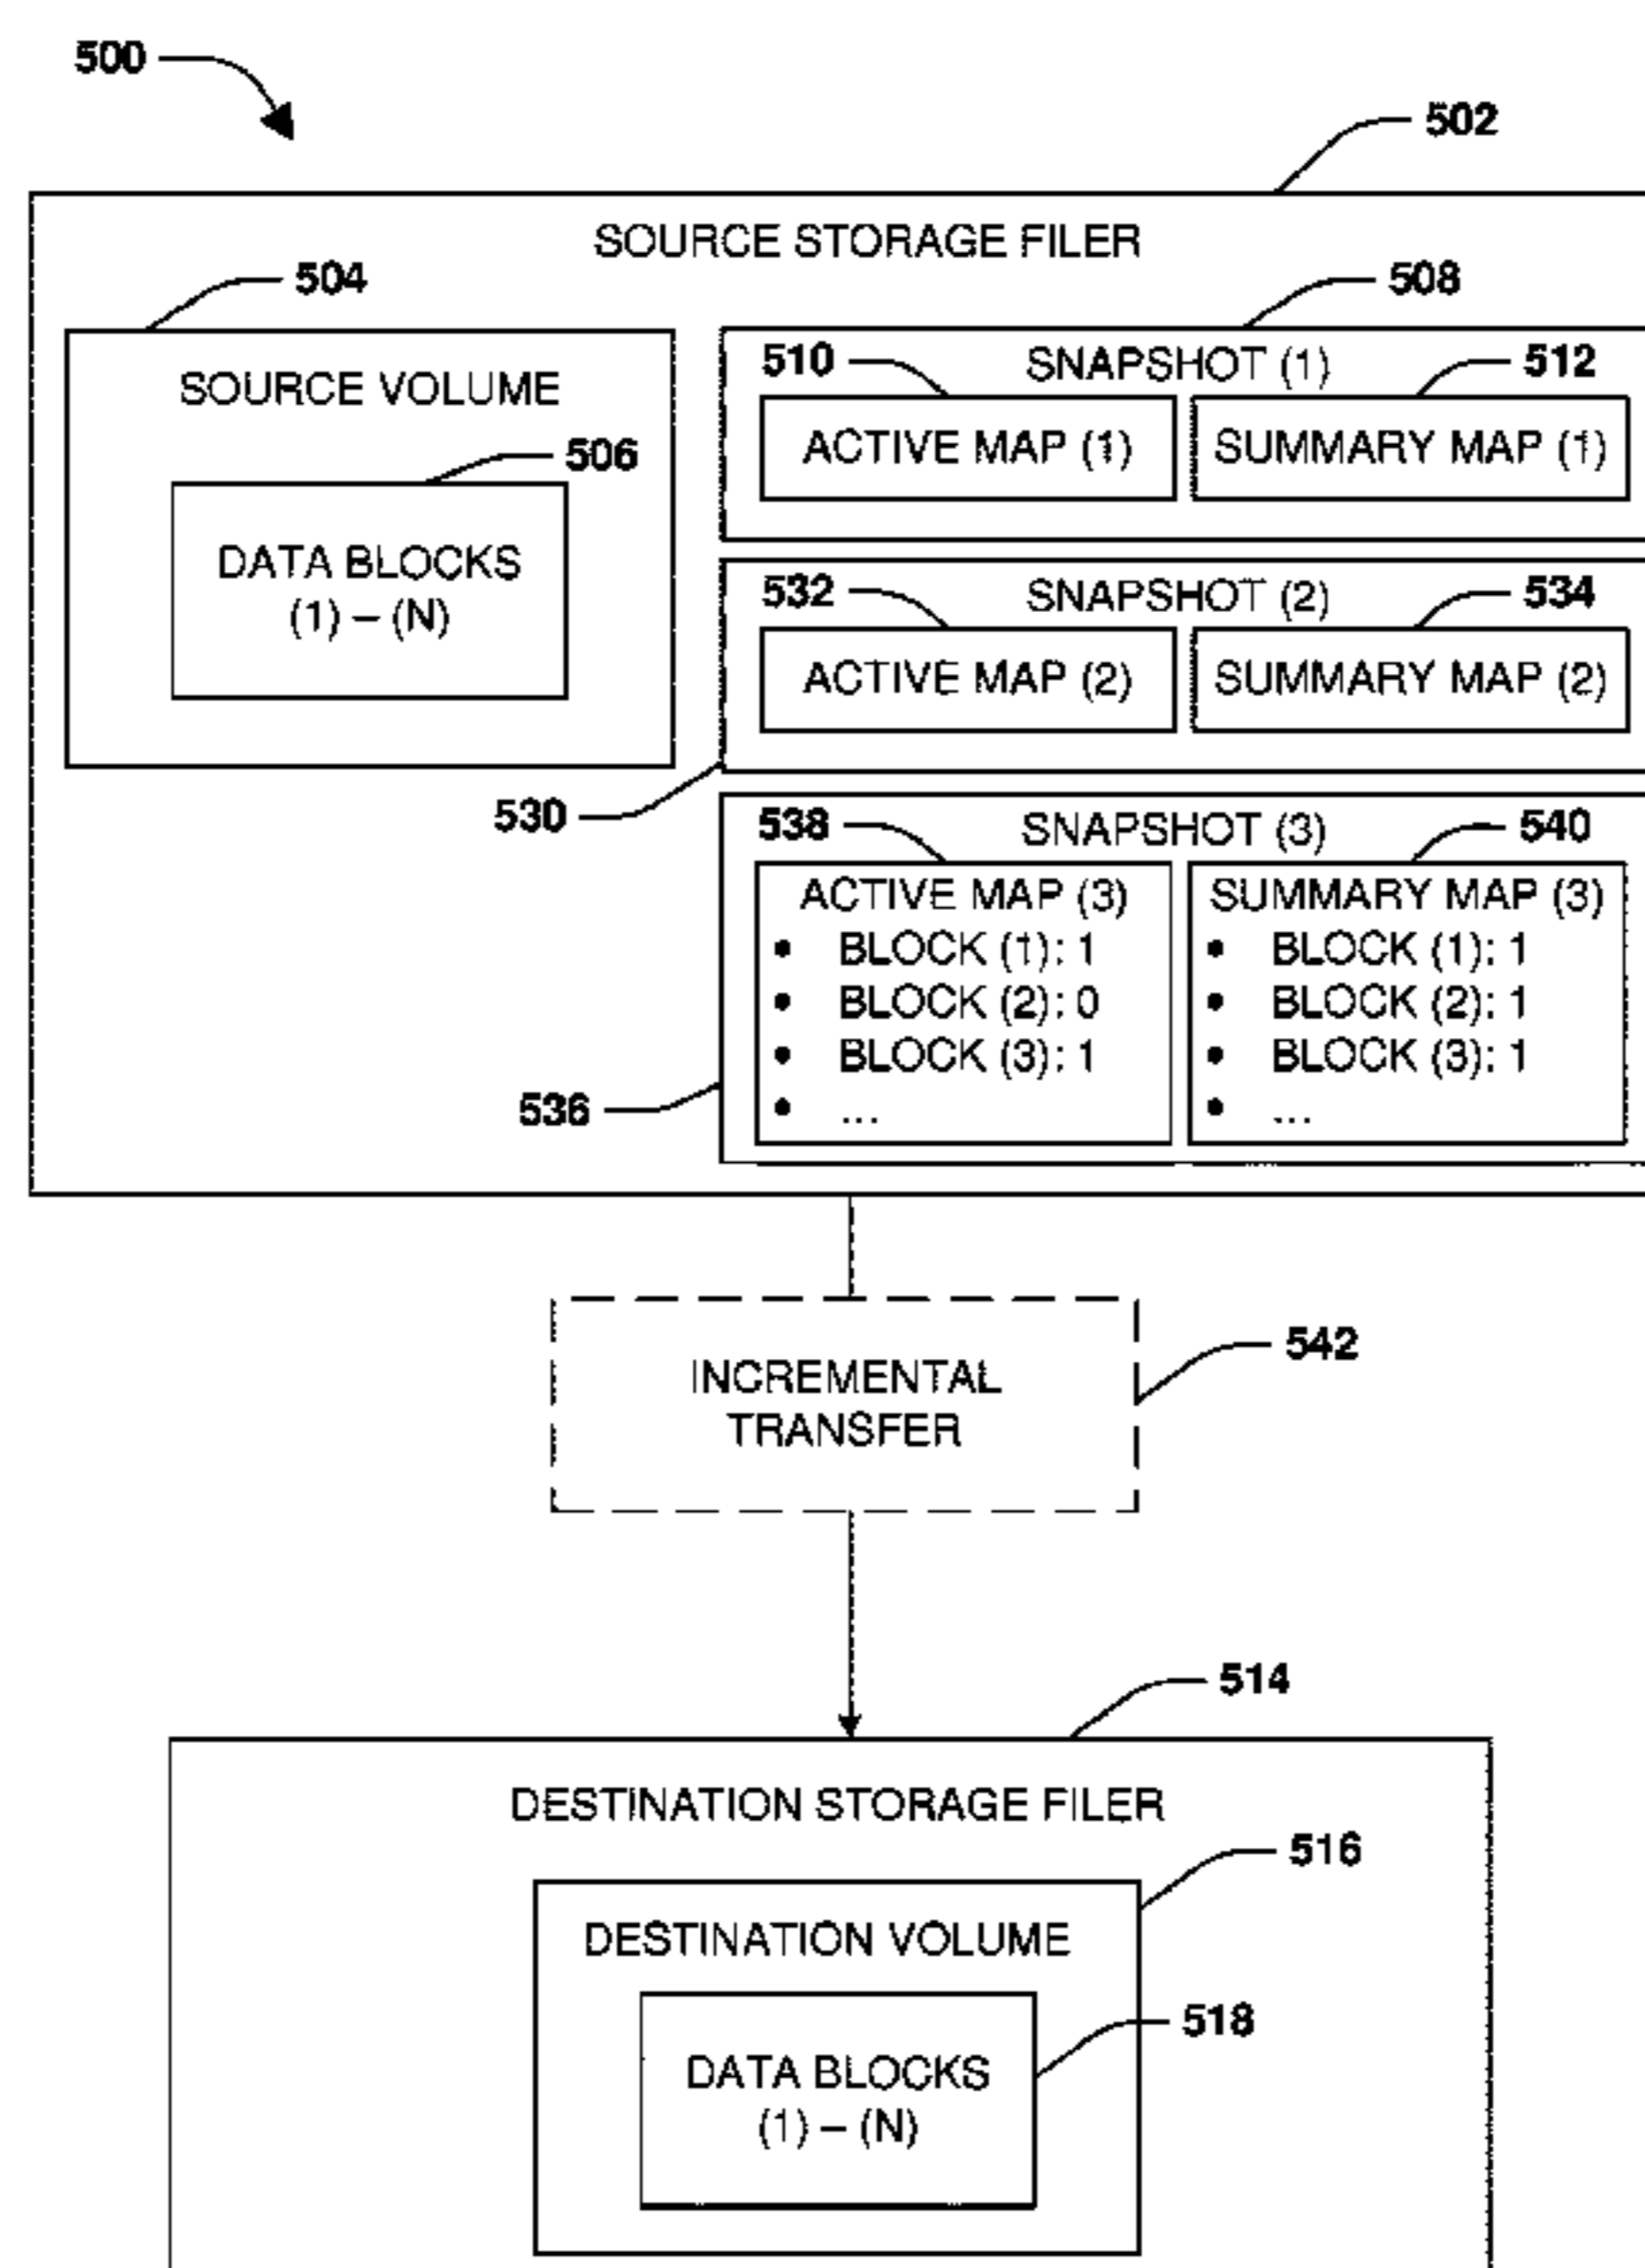 500
502
SOURCE STORAGE FILER
504
508
SOURCE VOLUME
506
DATA BLOCKS
(1) – (N)
510
SNAPSHOT (1)
512
ACTIVE MAP (1)
SUMMARY MAP (1)
532
SNAPSHOT (2)
534
ACTIVE MAP (2)
SUMMARY MAP (2)
530
538
SNAPSHOT (3)
540
ACTIVE MAP (3)
• BLOCK (1): 1
• BLOCK (2): 0
• BLOCK (3): 1
• ...
SUMMARY MAP (3)
• BLOCK (1): 1
• BLOCK (2): 1
• BLOCK (3): 1
• ...
536
INCREMENTAL
TRANSFER
542
514
DESTINATION STORAGE FILER
516
DESTINATION VOLUME
518
DATA BLOCKS
(1) – (N)